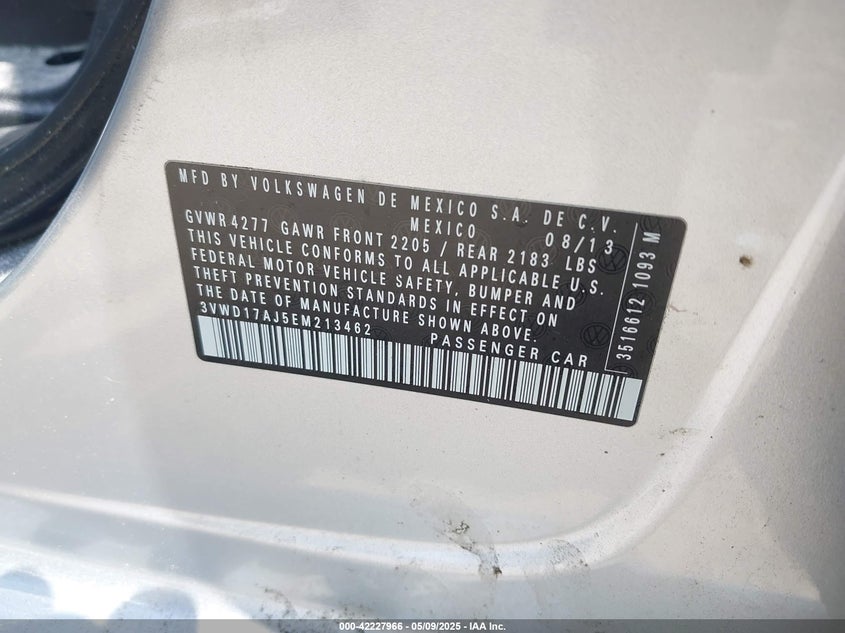 MFD BY VOLKSWAGEN DE MEXICO S.A. DE C.V.
MEXICO 08/13
GVWR 4277 GAWR FRONT 2205 / REAR 2183 LBS
THIS VEHICLE CONFORMS TO ALL APPLICABLE U.S.
FEDERAL MOTOR VEHICLE SAFETY, BUMPER AND
THEFT PREVENTION STANDARDS IN EFFECT ON
THE DATE OF MANUFACTURE SHOWN ABOVE.
3VWD17AJ5EM213462 PASSENGER CAR
3516612 1093 M
000-42227966 - 05/09/2025 - IAA Inc.